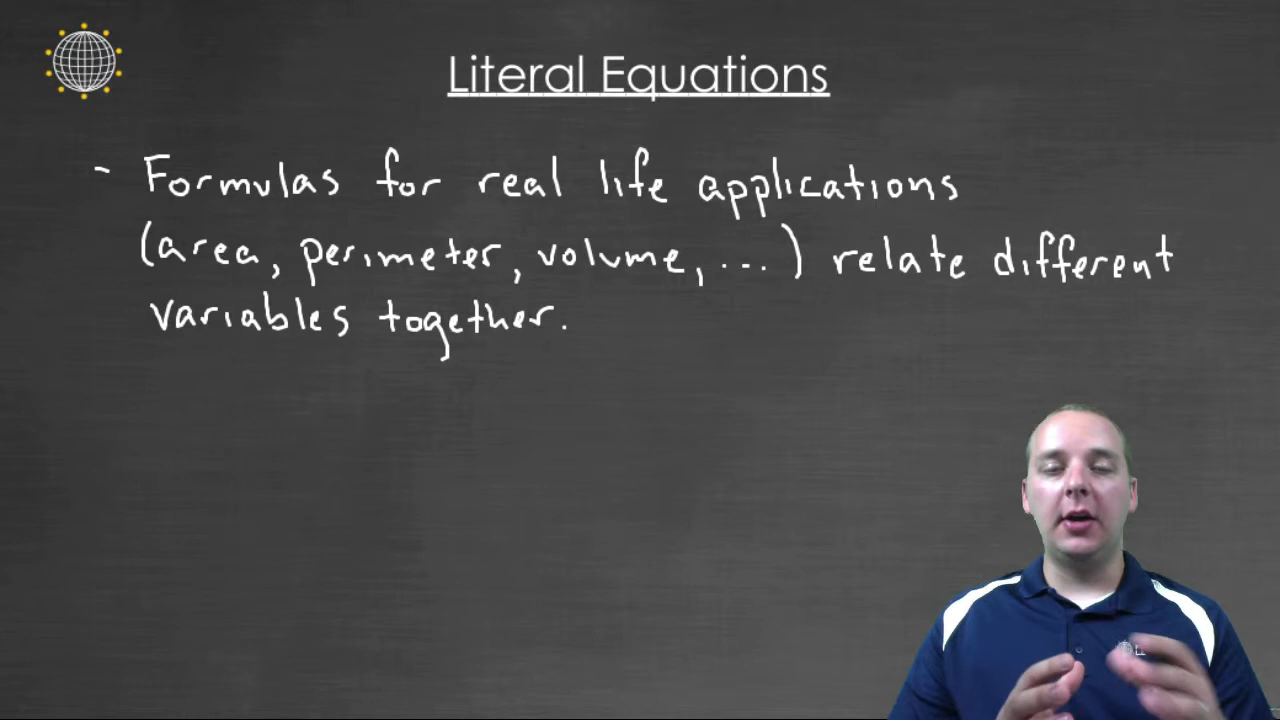 Literal Equations
- Formulas for real life applications
(area, perimeter, volume, ...) relate different
variables together.